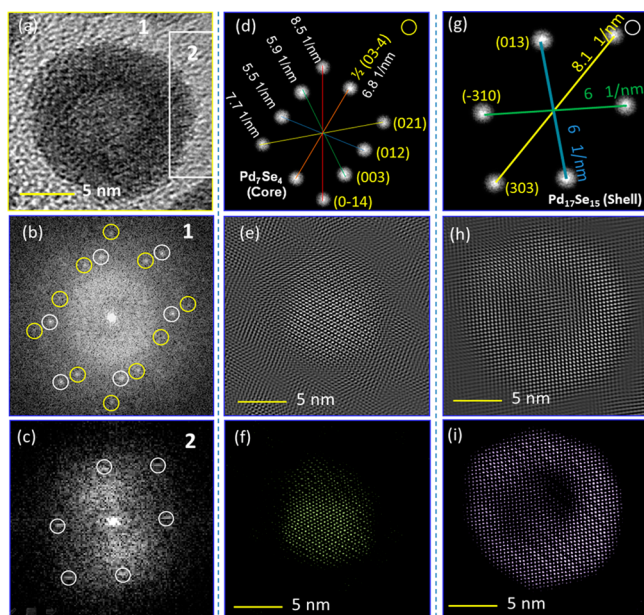 (a)
1
2
5 nm
(b)
1
(c)
2
(d)
8.5 1/nm
5.9 1/nm
5.5 1/nm
7.7 1/nm
½ (03-4)
6.8 1/nm
(021)
(012)
(003)
(0-14)
Pd7Se4
(Core)
(e)
5 nm
(f)
5 nm
(g)
(013)
8.1 1/nm
(-310)
6 1/nm
6 1/nm
(303)
Pd17Se15 (Shell)
(h)
5 nm
(i)
5 nm